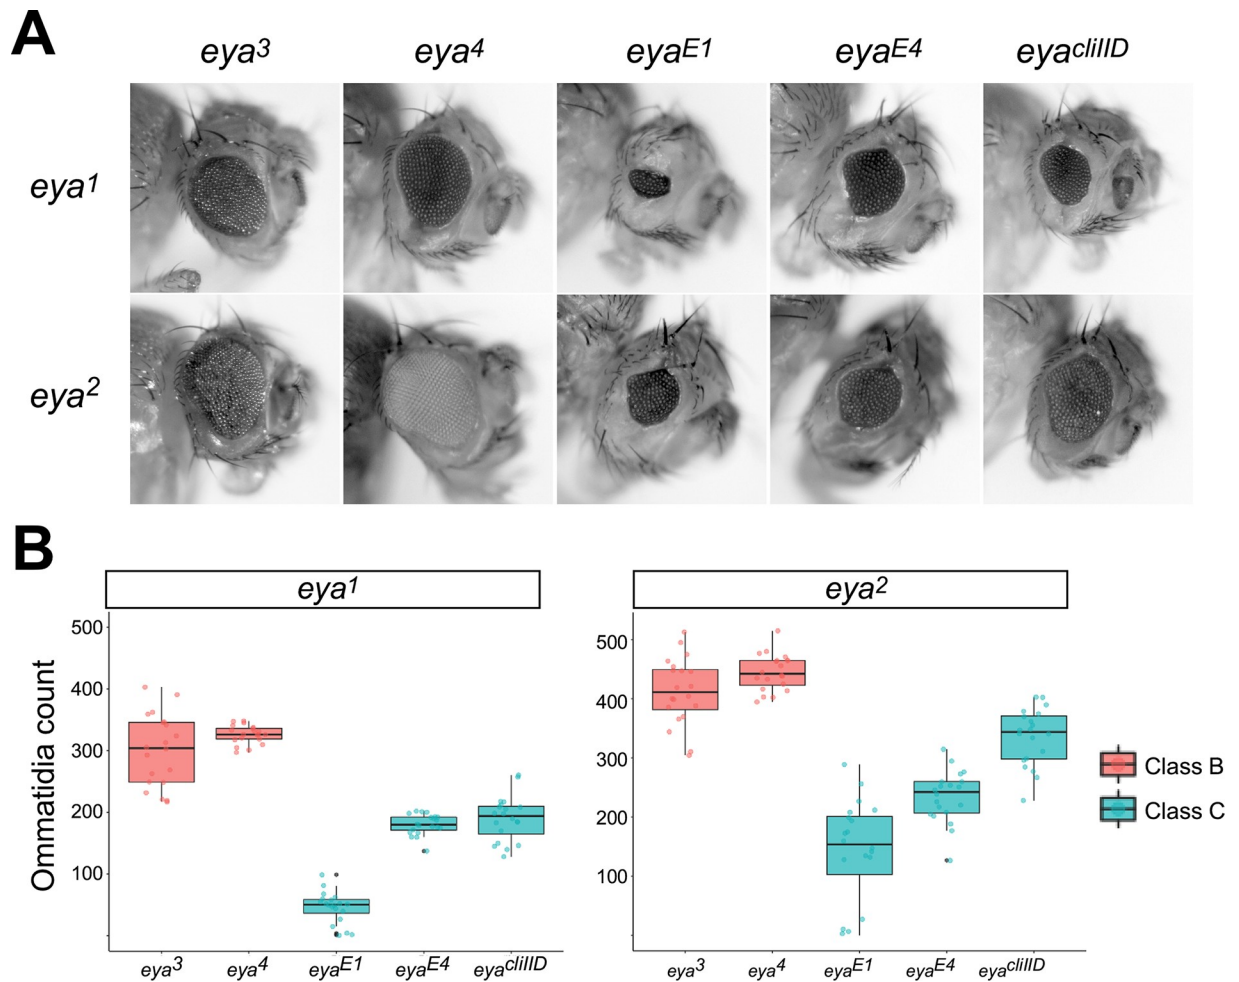 A
eya3 eya4 eyaE1 eyaE4 eyacliIID
eya1
eya2
B
eya1 eya2
Ommatidia count
500
400
300
200
100
500
400
300
200
100
Class B
Class C
eya3 eya4 eyaE1 eyaE4 eyacliIID
eya3 eya4 eyaE1 eyaE4 eyacliIID